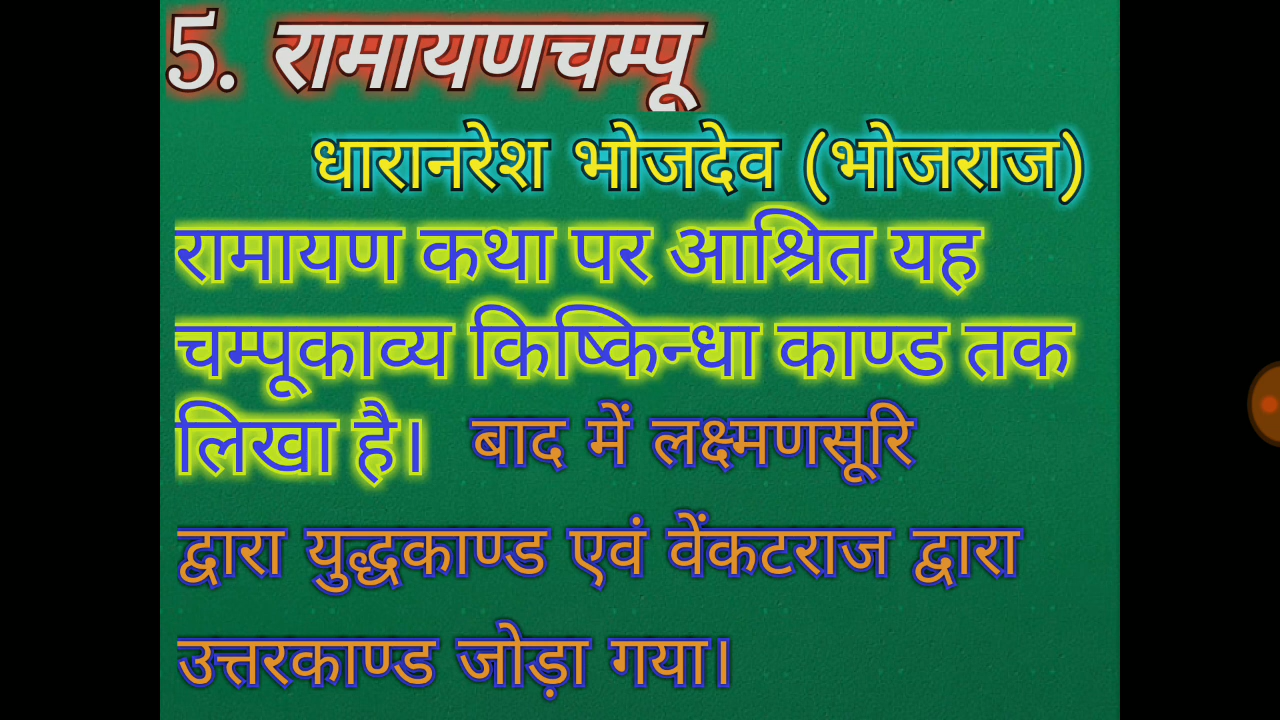 5. रामायणचम्पू
धारानरेश भोजदेव (भोजराज)
रामायण कथा पर आश्रित यह
चम्पूकाव्य किष्किन्धा काण्ड तक
लिखा है। बाद में लक्ष्मणसूरि
द्वारा युद्धकाण्ड एवं वेंकटराज द्वारा
उत्तरकाण्ड जोड़ा गया।